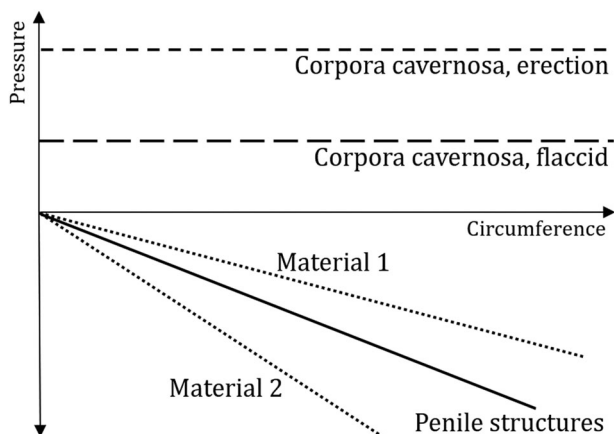 Pressure
Corpora cavernosa, erection
Corpora cavernosa, flaccid
Circumference
Material 1
Material 2
Penile structures